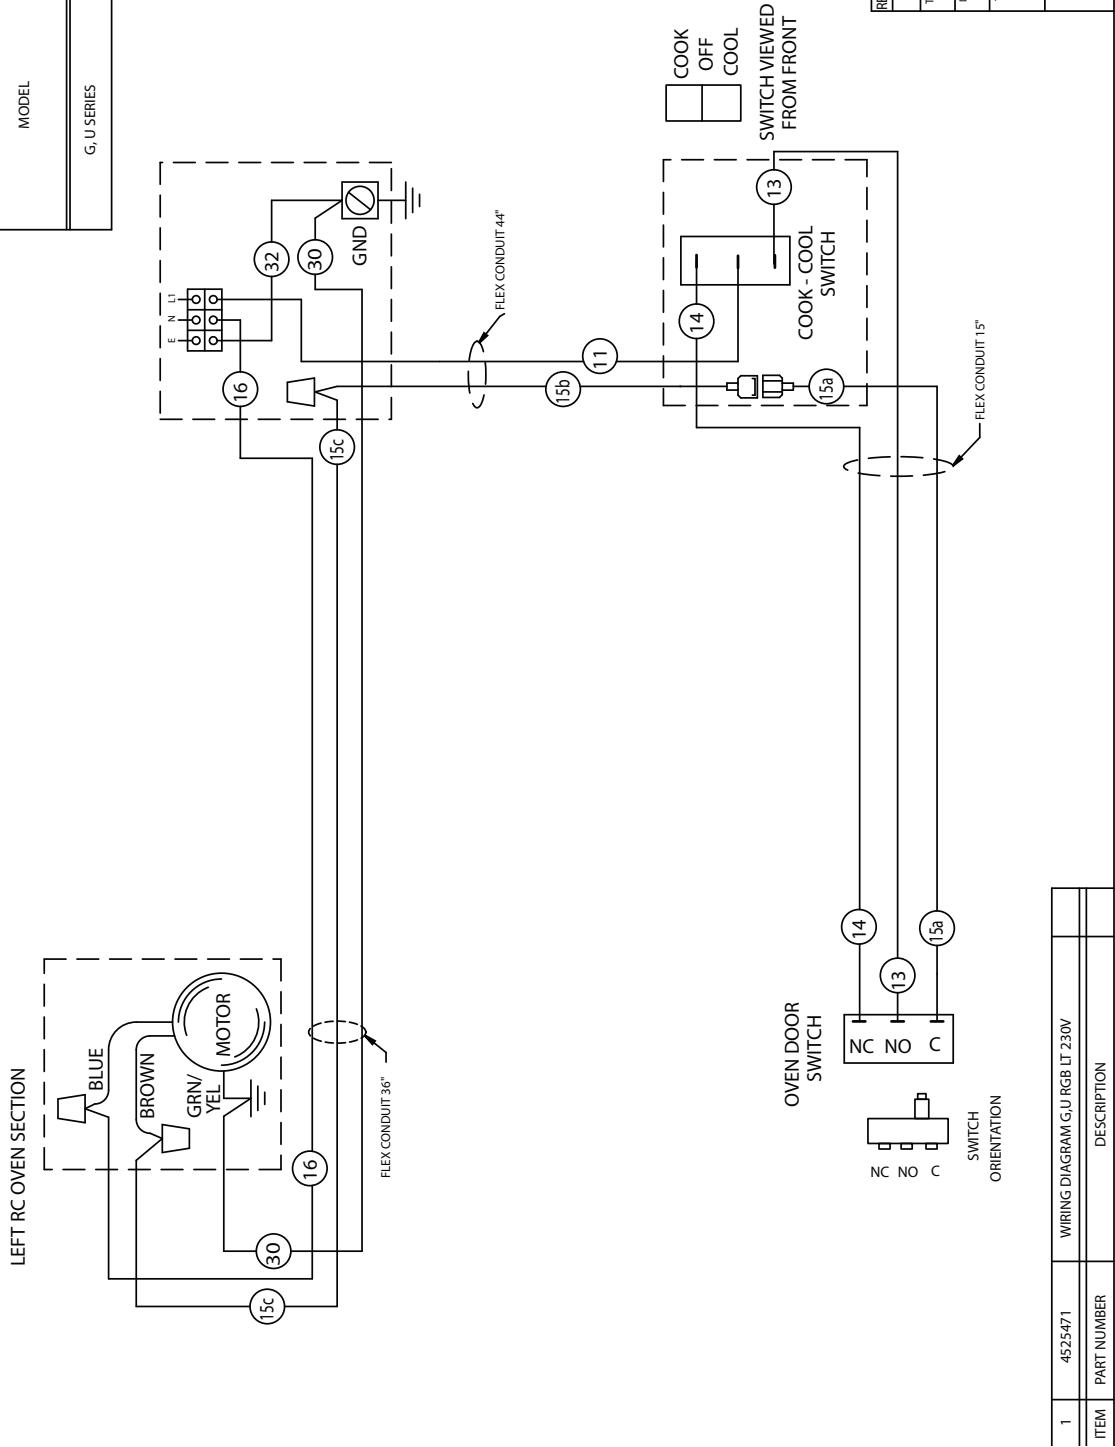 MODEL
G, U SERIES
RE
T
COOK
OFF
COOL
SWITCH VIEWED
FROM FRONT
L1
N
E
32
30
GND
16
15c
FLEX CONDUIT 44"
11
15b
13
14
COOK - COOL
SWITCH
15a
FLEX CONDUIT 15"
LEFT RC OVEN SECTION
BLUE
BROWN
GRN/
YEL
MOTOR
16
30
15c
FLEX CONDUIT 36"
OVEN DOOR
SWITCH
14
13
15a
NC NO C
NC NO C
SWITCH
ORIENTATION
1 4525471 WIRING DIAGRAM G,U RGB LT 230V
ITEM PART NUMBER DESCRIPTION